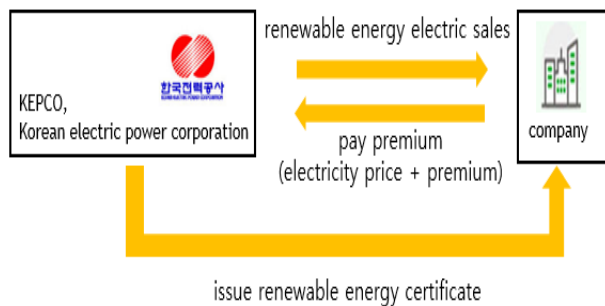 renewable energy electric sales
한국전력공사
KEPCO,
Korean electric power corporation
company
pay premium
(electricity price + premium)
issue renewable energy certificate